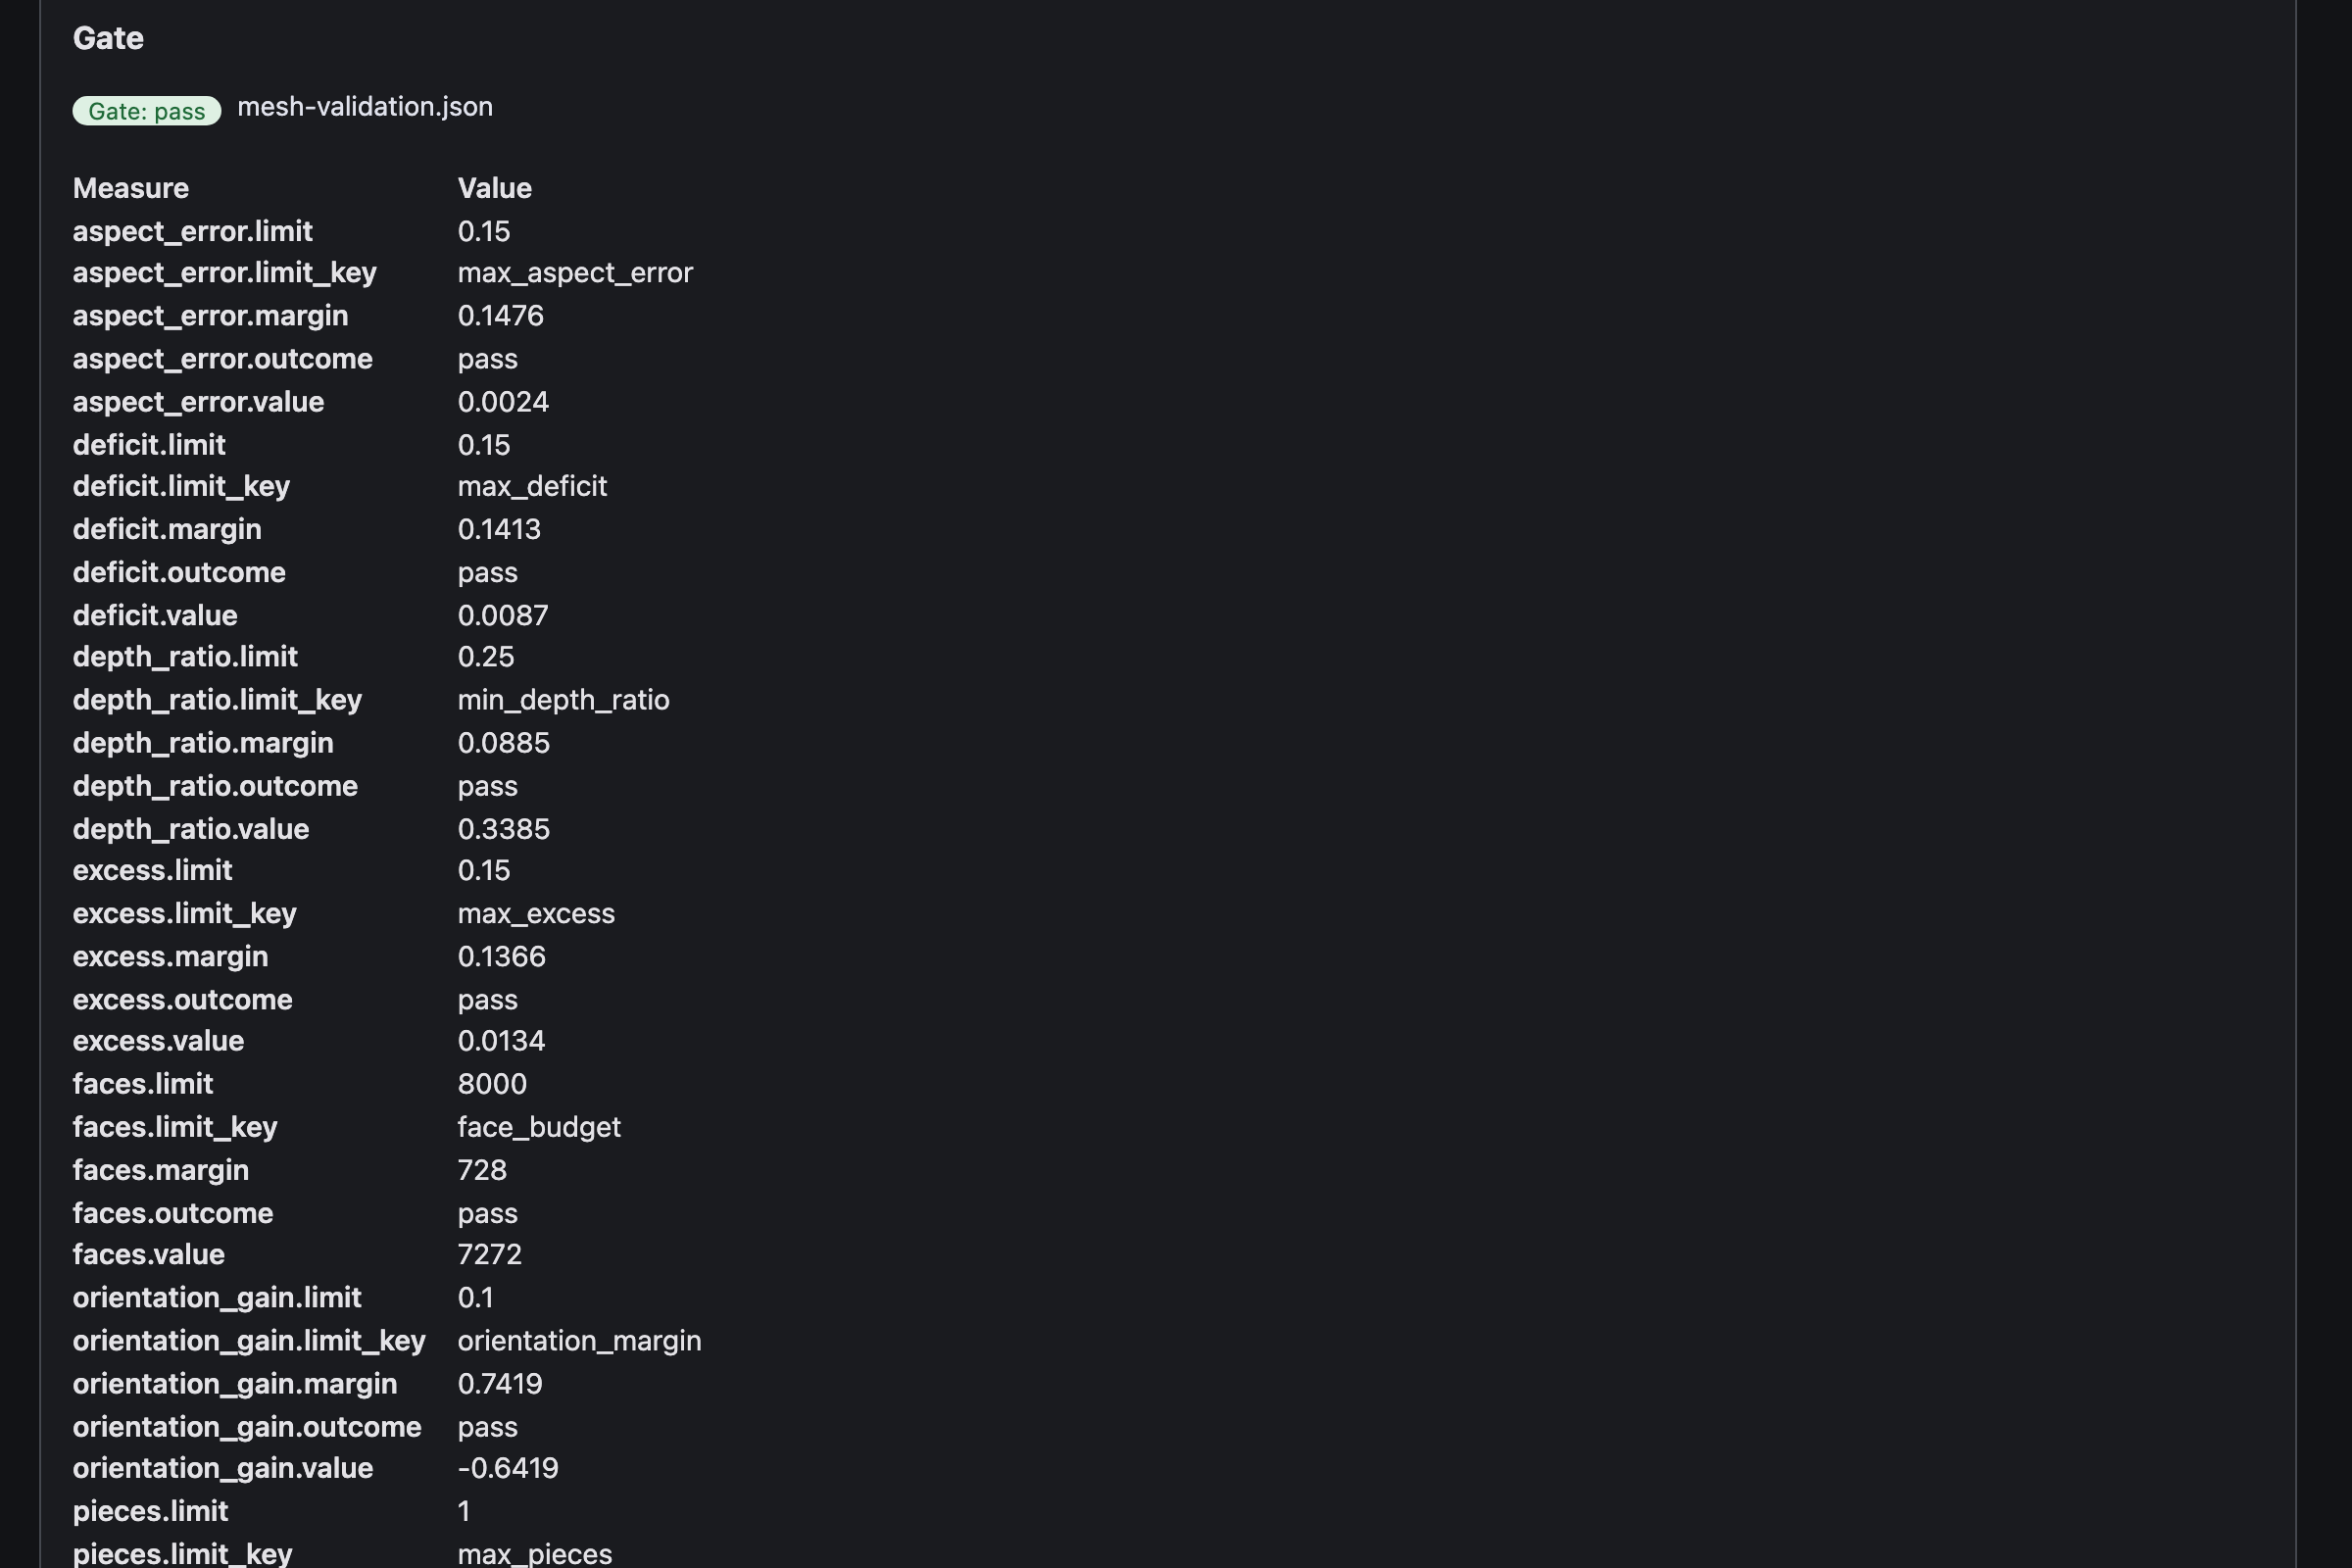 Gate
Gate: pass mesh-validation.json
Measure Value
aspect_error.limit 0.15
aspect_error.limit_key max_aspect_error
aspect_error.margin 0.1476
aspect_error.outcome pass
aspect_error.value 0.0024
deficit.limit 0.15
deficit.limit_key max_deficit
deficit.margin 0.1413
deficit.outcome pass
deficit.value 0.0087
depth_ratio.limit 0.25
depth_ratio.limit_key min_depth_ratio
depth_ratio.margin 0.0885
depth_ratio.outcome pass
depth_ratio.value 0.3385
excess.limit 0.15
excess.limit_key max_excess
excess.margin 0.1366
excess.outcome pass
excess.value 0.0134
faces.limit 8000
faces.limit_key face_budget
faces.margin 728
faces.outcome pass
faces.value 7272
orientation_gain.limit 0.1
orientation_gain.limit_key orientation_margin
orientation_gain.margin 0.7419
orientation_gain.outcome pass
orientation_gain.value -0.6419
pieces.limit 1
pieces.limit_key max_pieces